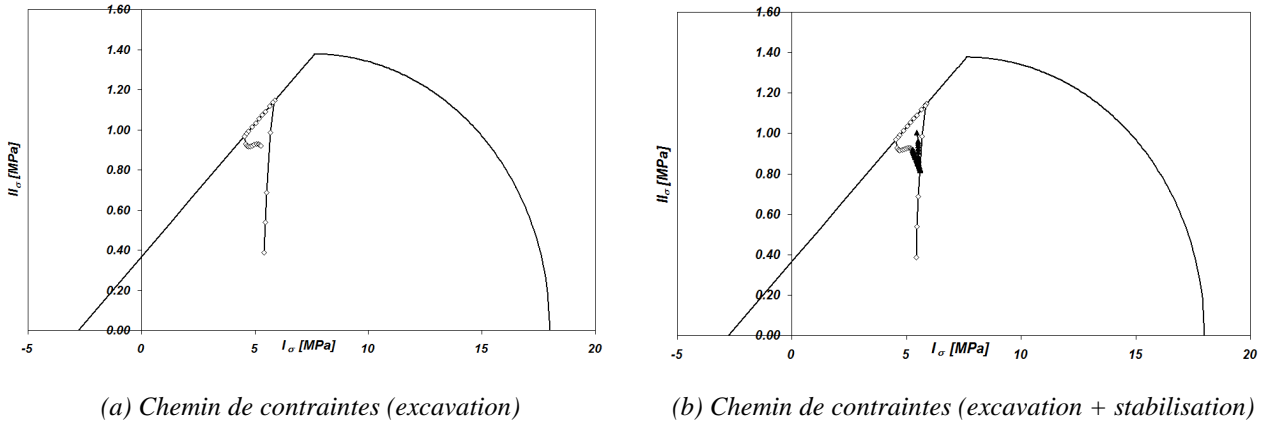 1.60
1.40
1.20
1.00
0.80
0.60
0.40
0.20
0.00
-5 0 5 10 15 20
IIσ [MPa]
Iσ [MPa]
(a) Chemin de contraintes (excavation)
1.60
1.40
1.20
1.00
0.80
0.60
0.40
0.20
0.00
-5 0 5 10 15 20
IIσ [MPa]
Iσ [MPa]
(b) Chemin de contraintes (excavation + stabilisation)